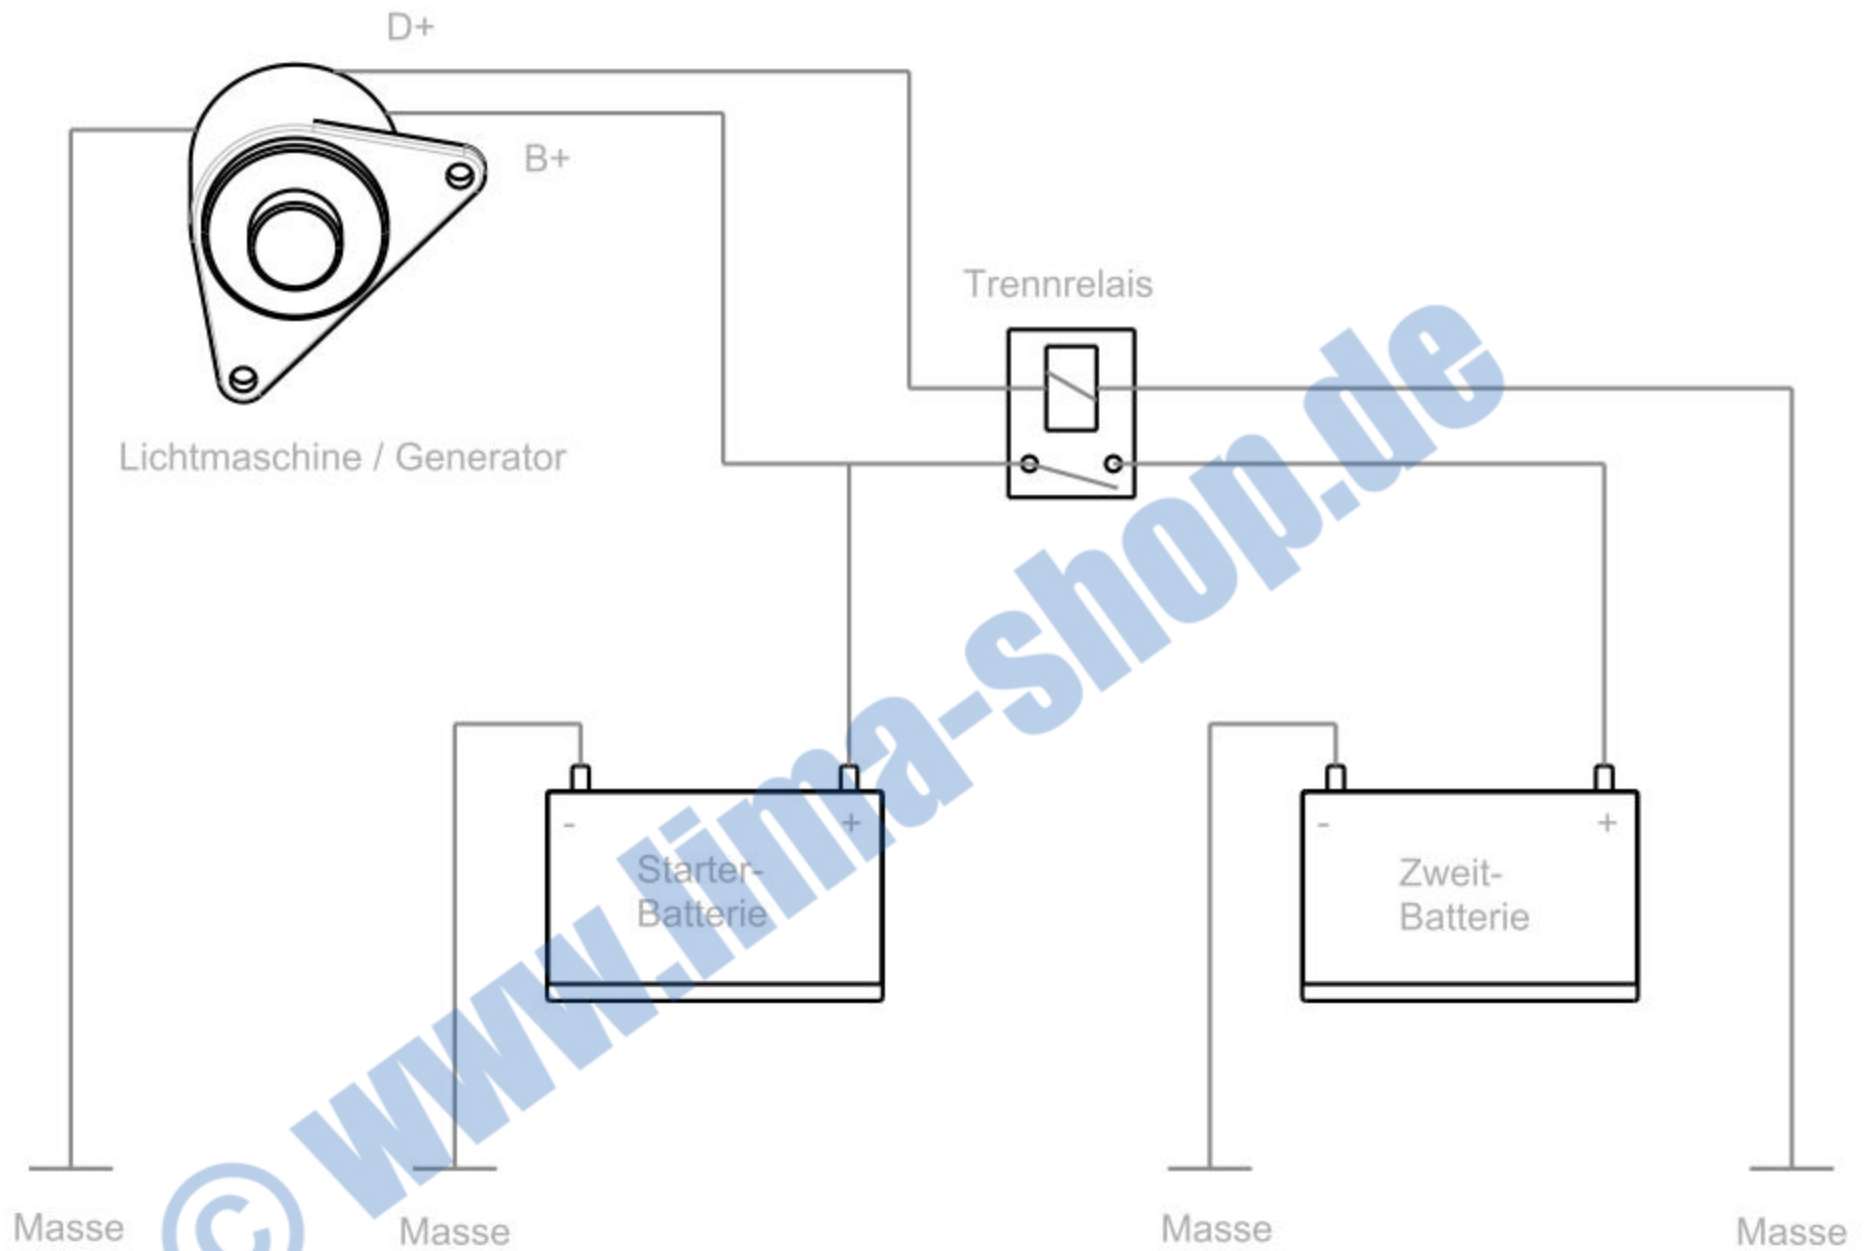 D+
B+
Trennrelais
Lichtmaschine / Generator
- +
Starter-
Batterie
- +
Zweit-
Batterie
Masse
Masse
Masse
Masse
© www.lima-shop.de